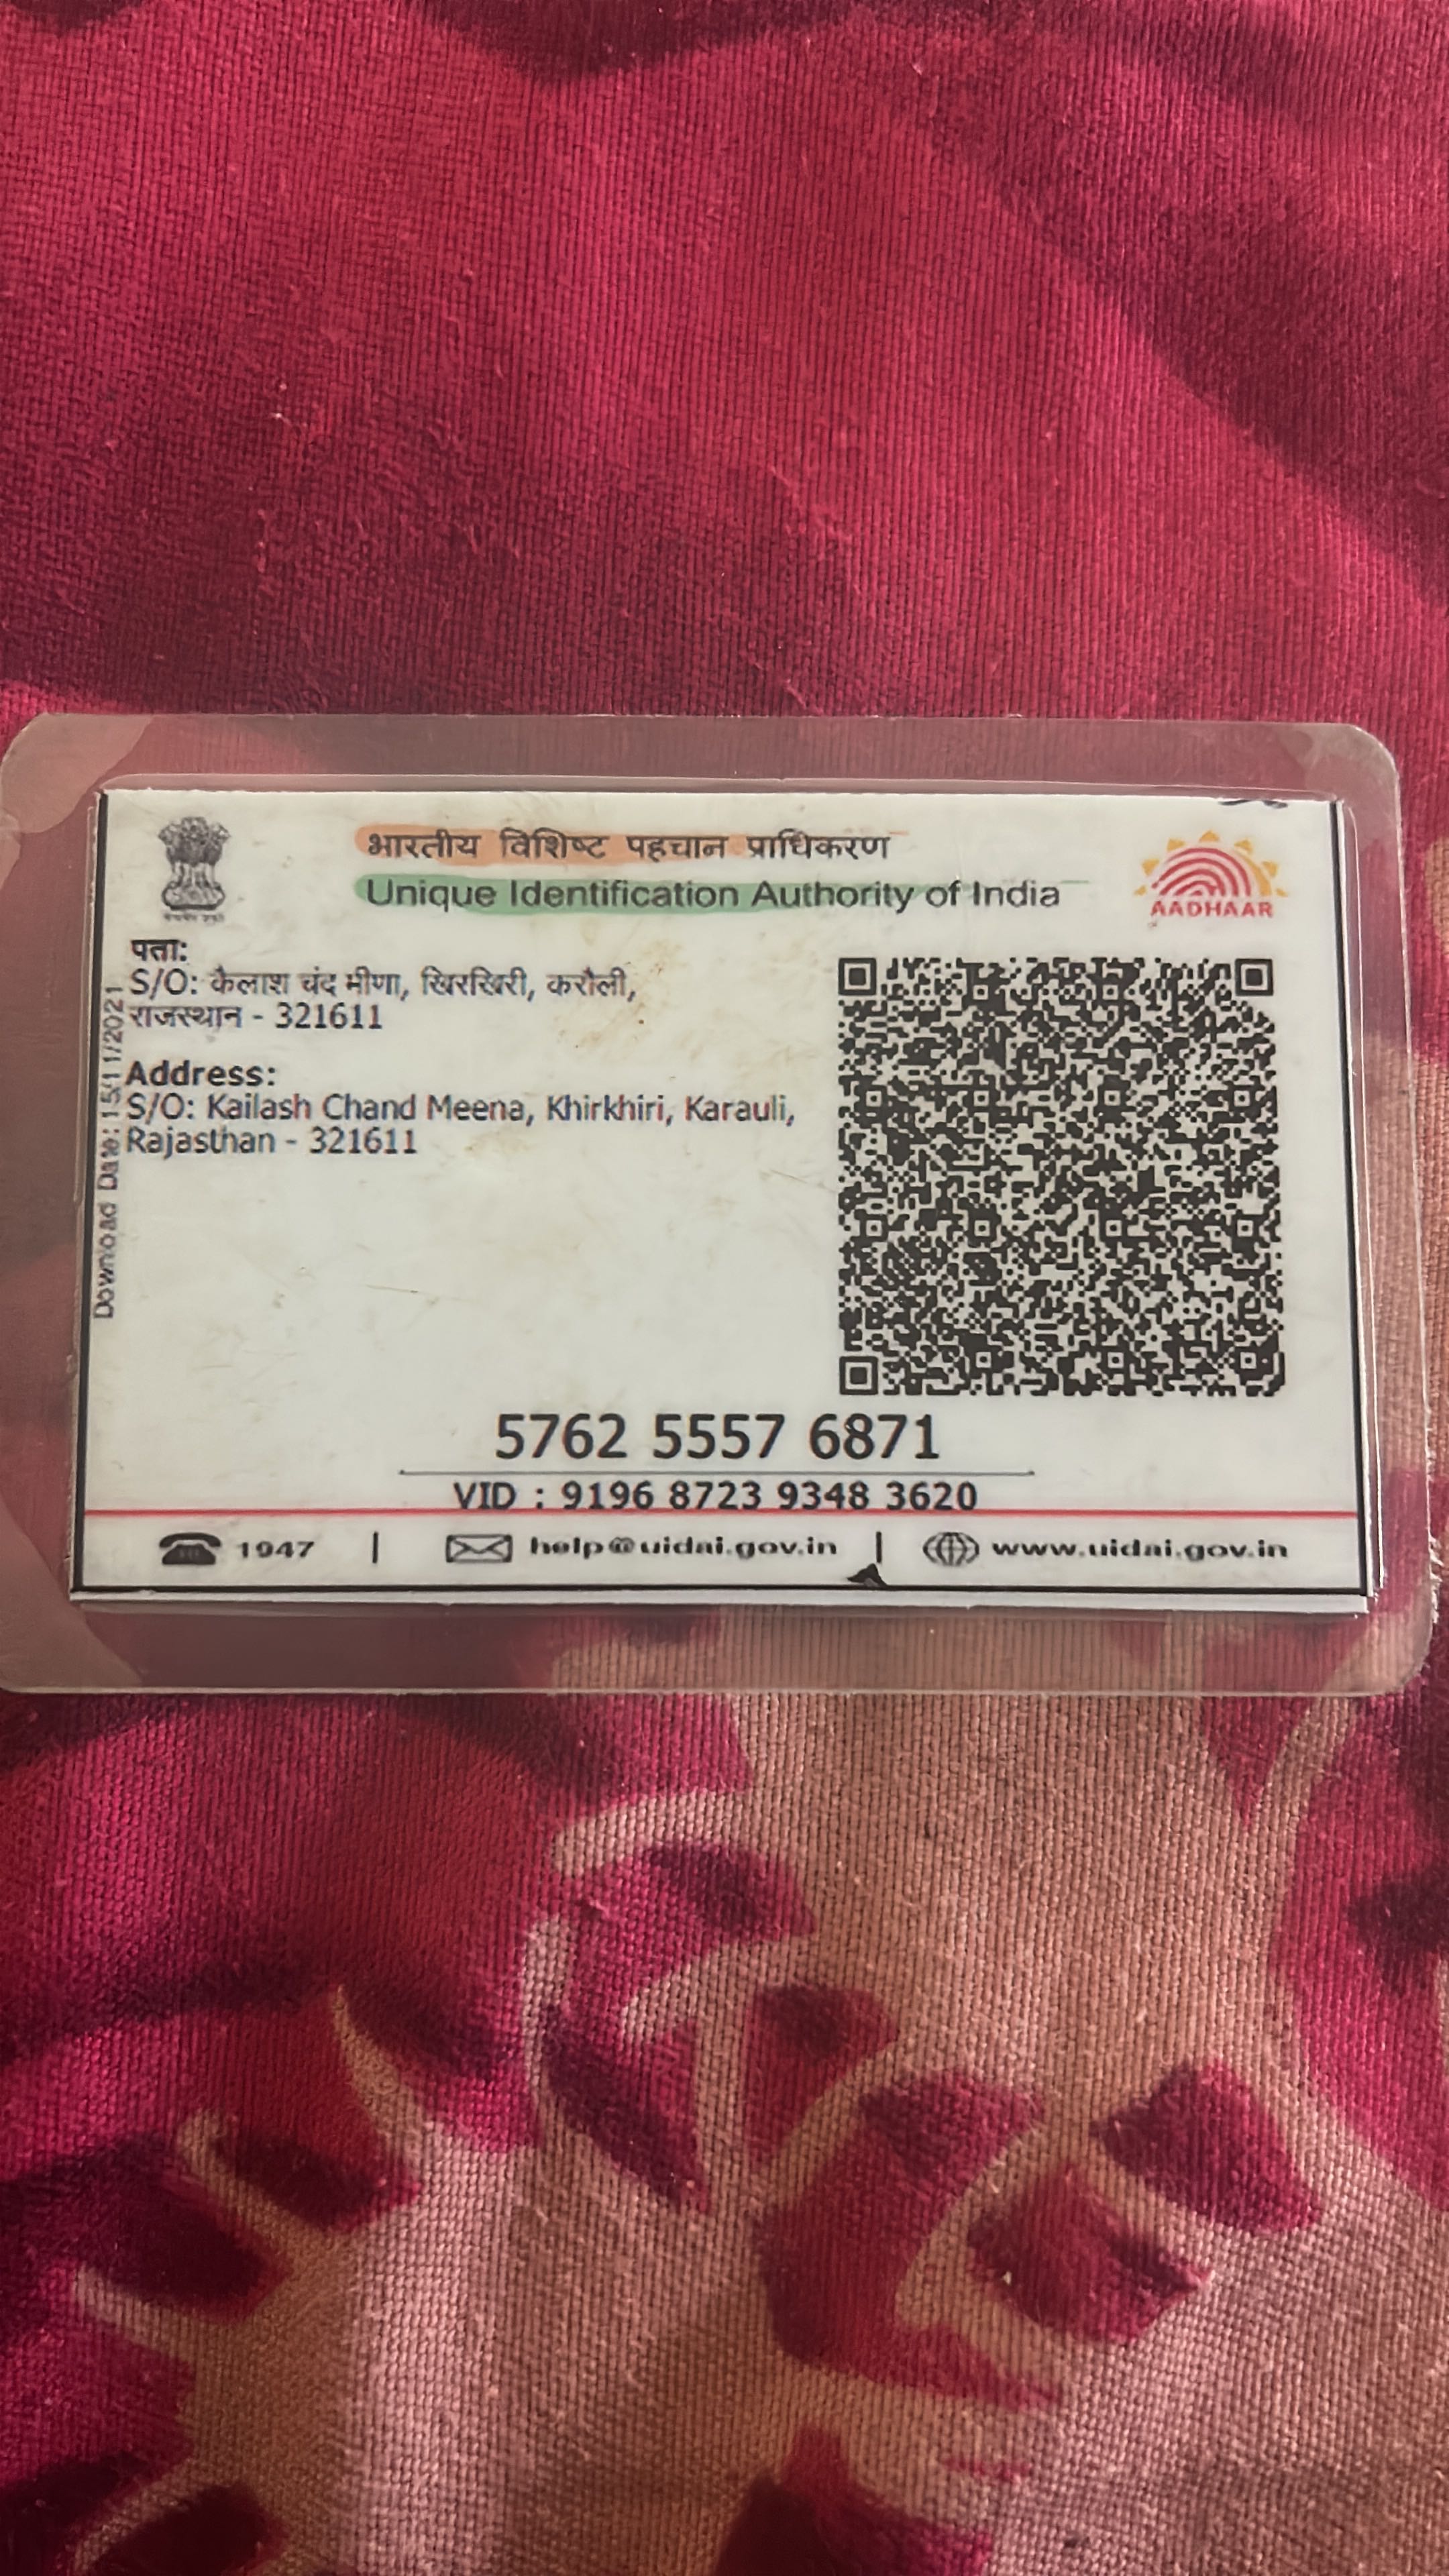 भारतीय विशिष्ट पहचान प्राधिकरण
Unique Identification Authority of India
AADHAAR
पता:
S/O: कैलाश चंद मीणा, खिरखिरी, करौली,
राजस्थान - 321611
Address:
S/O: Kailash Chand Meena, Khirkhiri, Karauli,
Rajasthan - 321611
Download Date: 15/11/2021
5762 5557 6871
VID : 9196 8723 9348 3620
1947 | help@uidai.gov.in | www.uidai.gov.in